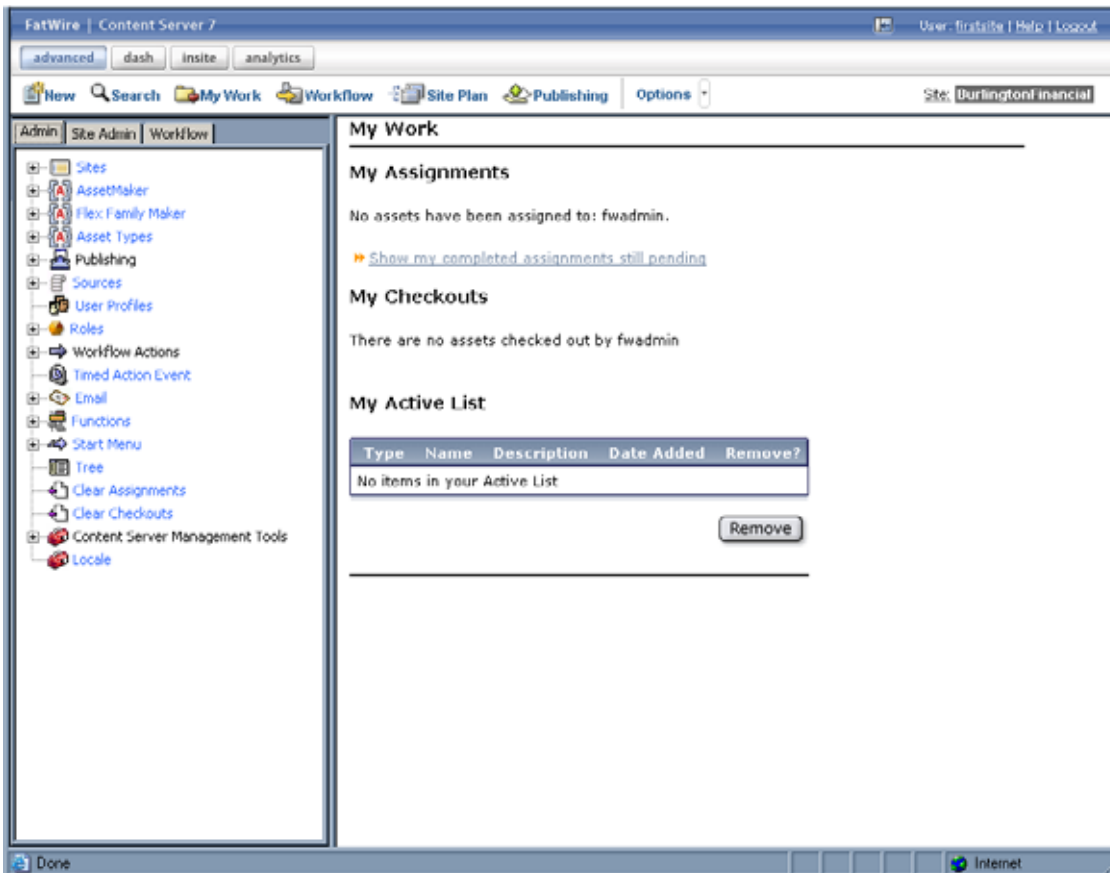 FatWire | Content Server 7
User: firstsite | Help | Logout
advanced dash insite analytics
New Search My Work Workflow Site Plan Publishing Options Site: BurlingtonFinancial
Admin Site Admin Workflow
Sites
AssetMaker
Flex Family Maker
Asset Types
Publishing
Sources
User Profiles
Roles
Workflow Actions
Timed Action Event
Email
Functions
Start Menu
Tree
Clear Assignments
Clear Checkouts
Content Server Management Tools
Locale
My Work
My Assignments
No assets have been assigned to: fwadmin.
Show my completed assignments still pending
My Checkouts
There are no assets checked out by fwadmin
My Active List
Type Name Description Date Added Remove?
No items in your Active List
Remove
Done
Internet